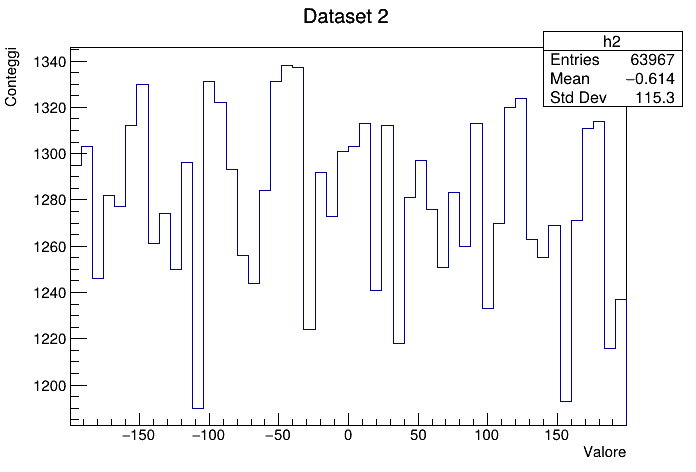 Dataset 2
h2
Entries 63967
Mean −0.614
Std Dev 115.3
Conteggi
1340
1320
1300
1280
1260
1240
1220
1200
−150 −100 −50 0 50 100 150
Valore